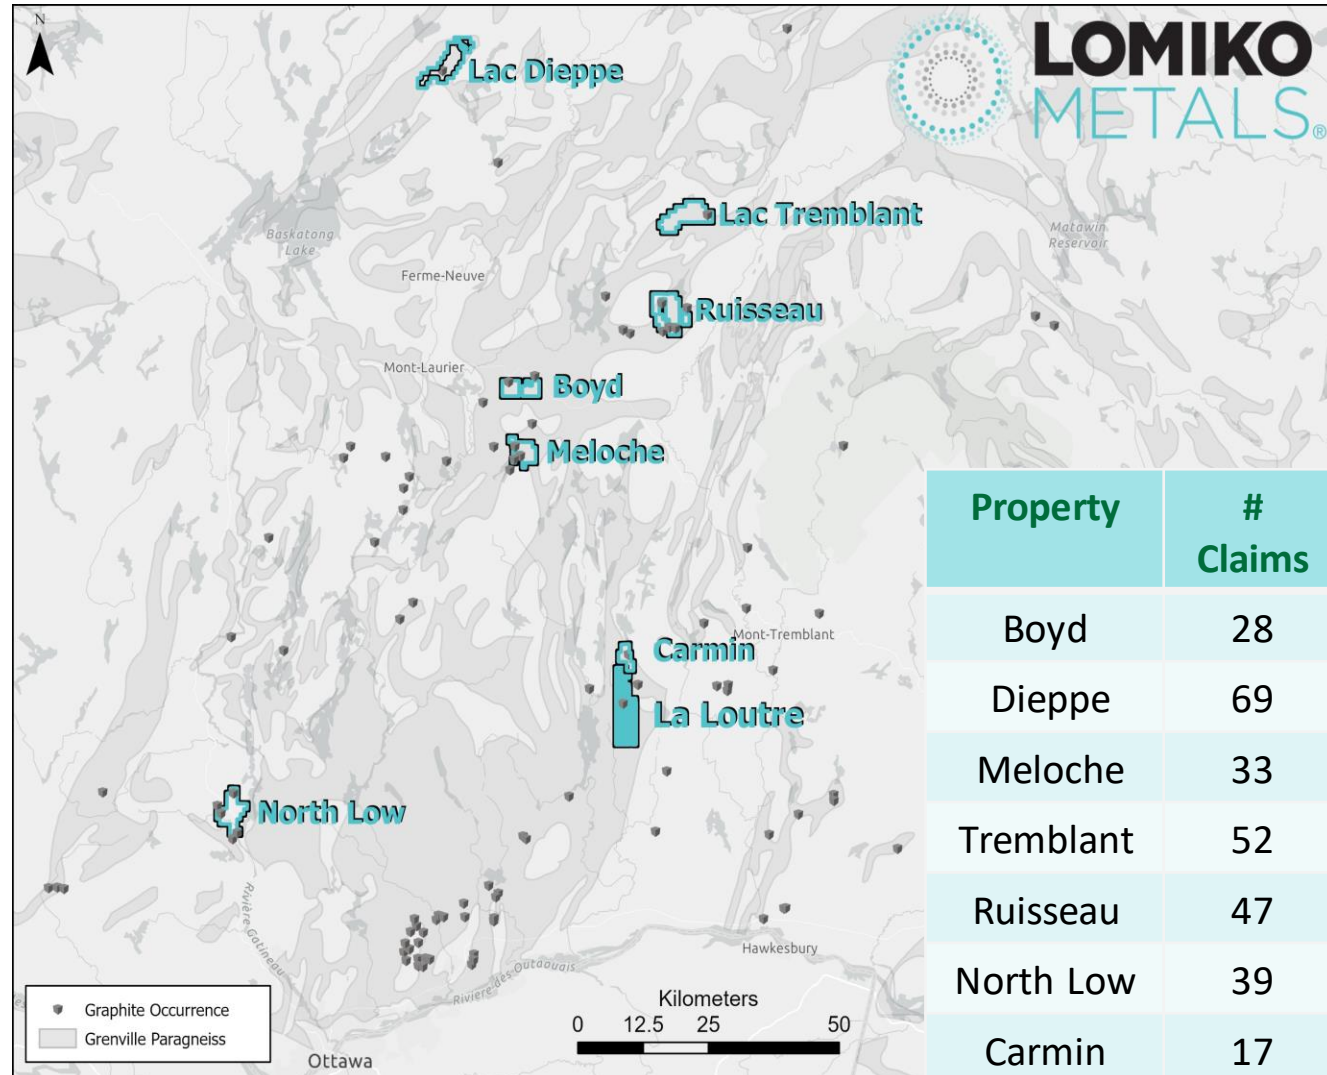 N
LOMIKO
METALS®
Lac Dieppe
Lac Tremblant
Baskatong
Lake
Matawin
Reservoir
Ferme-Neuve
Ruisseau
Mont-Laurier
Boyd
Meloche
Property # Claims
Boyd 28
Dieppe 69
Meloche 33
Tremblant 52
Ruisseau 47
North Low 39
Carmin 17
Mont-Tremblant
Carmin
La Loutre
North Low
Rivière Gatineau
Rivière des Outaouais
Hawkesbury
Graphite Occurrence
Grenville Paragneiss
Ottawa
Kilometers
0 12.5 25 50